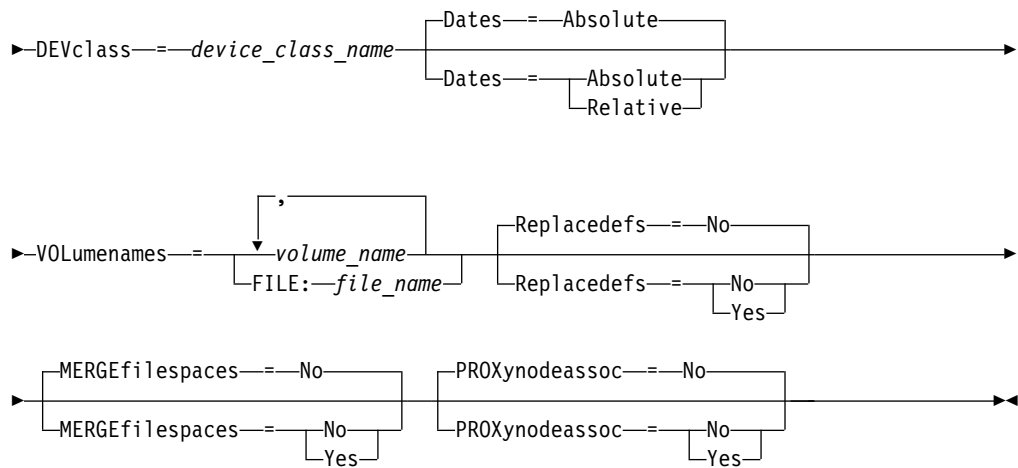 Dates = Absolute
DEVclass = device_class_name
Dates = Absolute
Relative
,
VOLumenames = volume_name
FILE: file_name
Replacedefs = No
Replacedefs = No
Yes
MERGEfilespaces = No
MERGEfilespaces = No
Yes
PROXynodeassoc = No
PROXynodeassoc = No
Yes